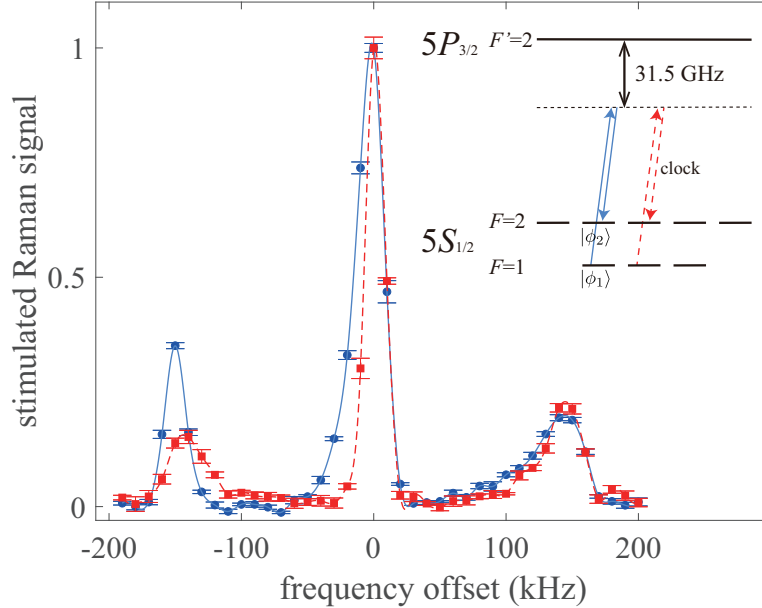 stimulated Raman signal
1
0.5
0
-200
-100
0
100
200
frequency offset (kHz)
5P3/2 F'=2
31.5 GHz
clock
F=2
|ϕ2⟩
5S1/2
F=1
|ϕ1⟩